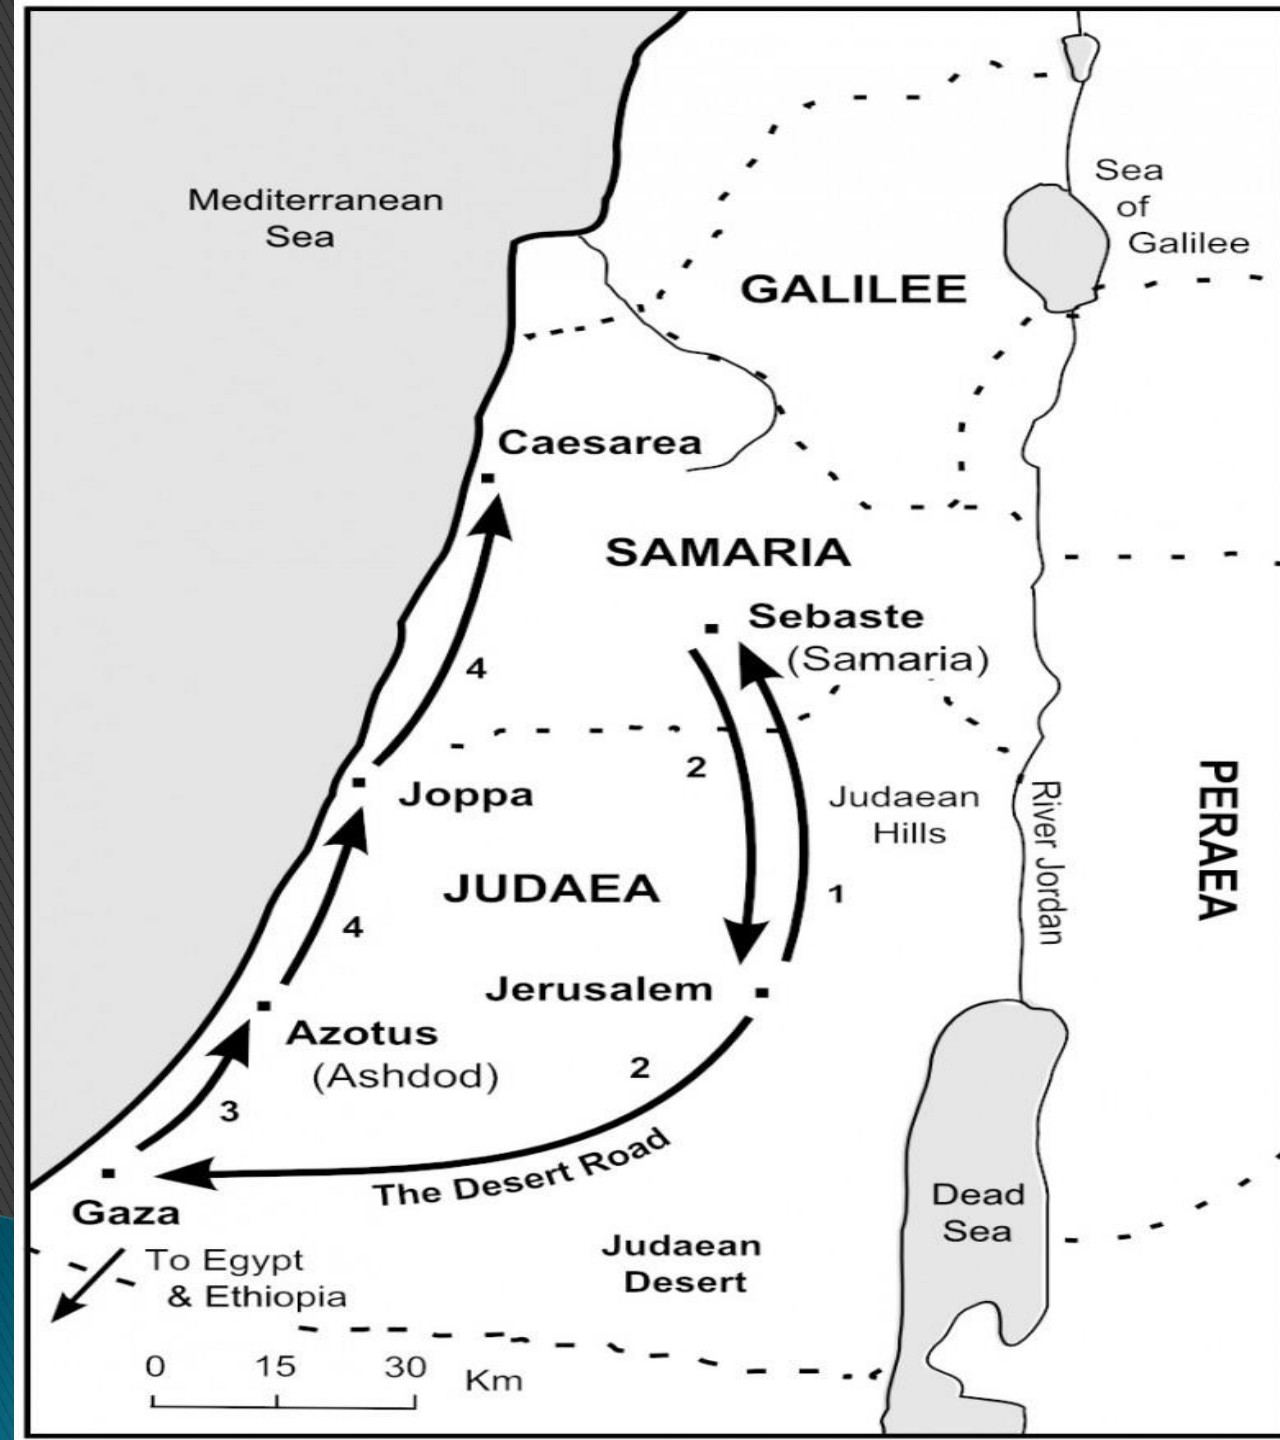 Mediterranean
Sea
Sea
of
Galilee
GALILEE
Caesarea
SAMARIA
Sebaste
(Samaria)
4
2
Joppa
Judaean
Hills
River Jordan
PERAEA
JUDAEA
1
4
Jerusalem
Azotus
(Ashdod)
2
3
The Desert Road
Gaza
Dead
Sea
Judaean
Desert
To Egypt
& Ethiopia
0 15 30 Km